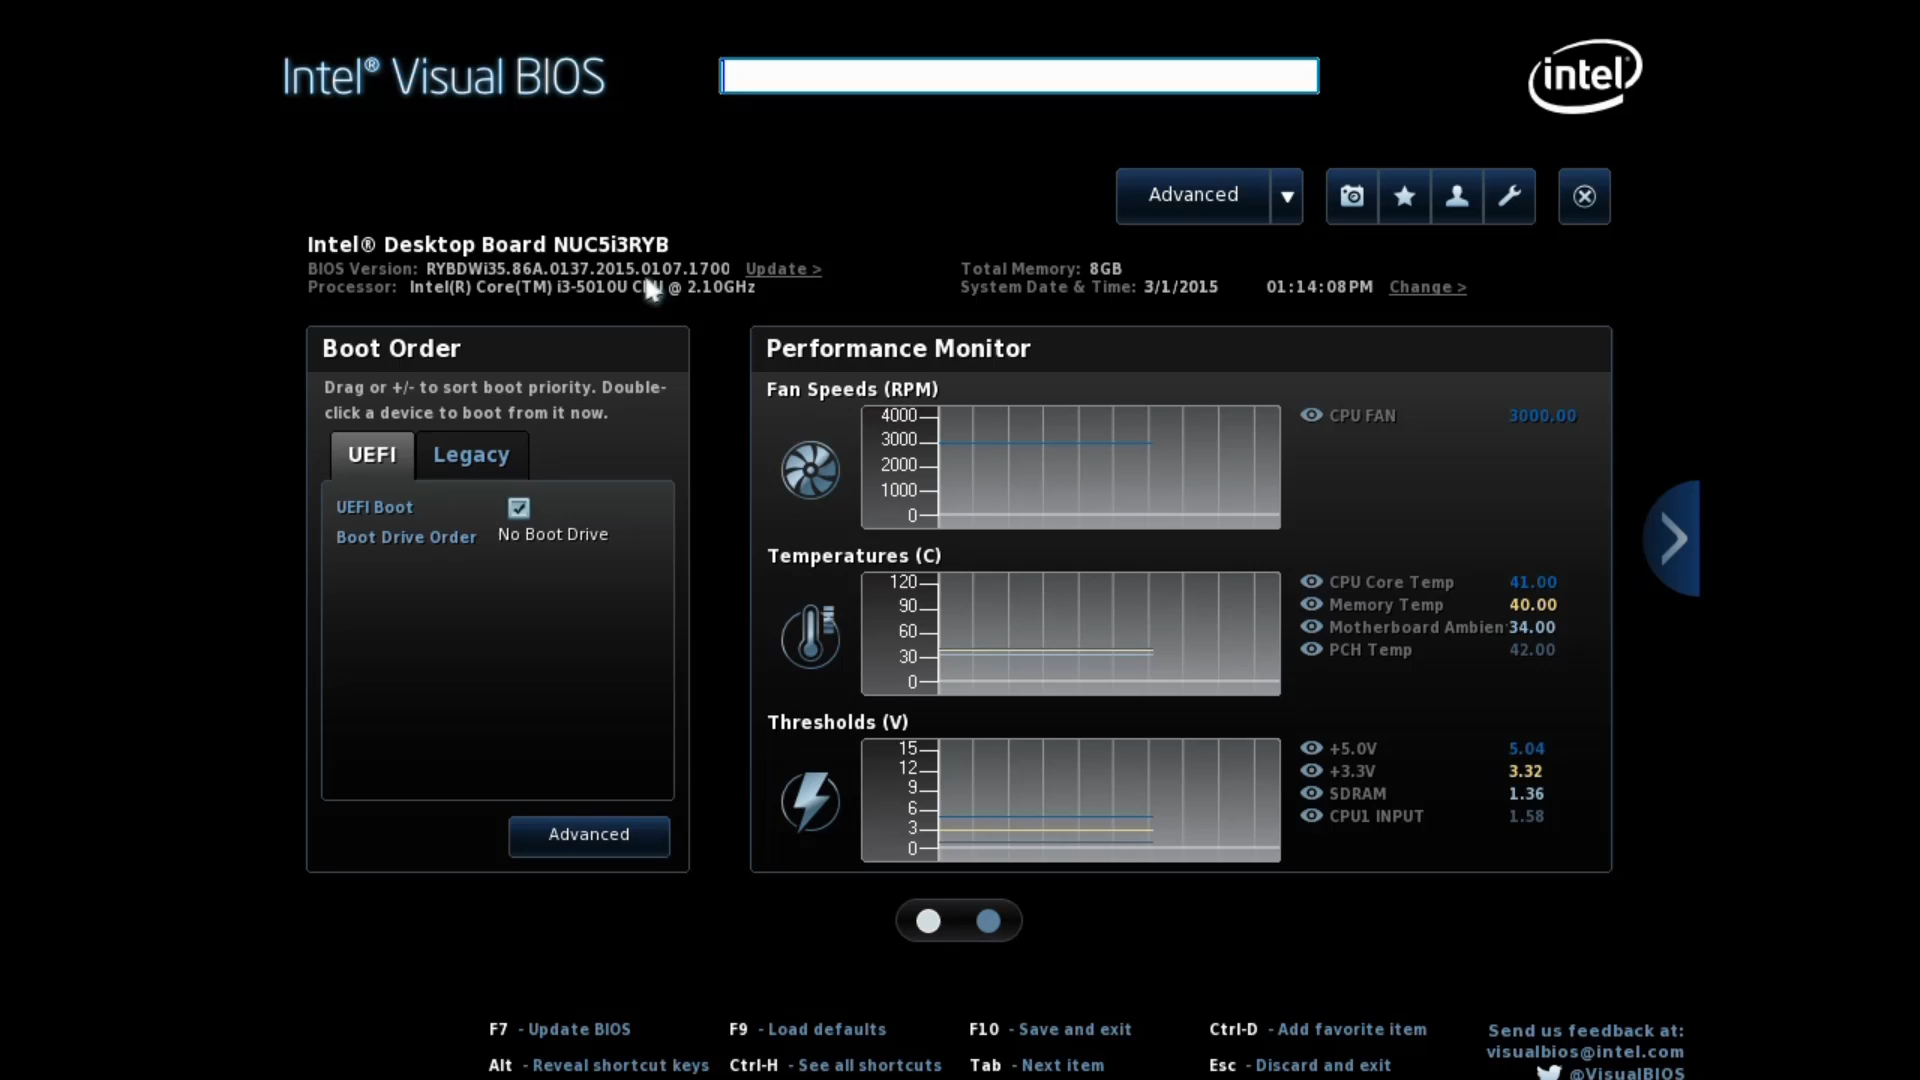 Intel® Visual BIOS
intel
Advanced
Intel® Desktop Board NUC5i3RYB
BIOS Version: RYBDWi35.86A.0137.2015.0107.1700 Update >
Total Memory: 8GB
Processor: Intel(R) Core(TM) i3-5010U @ 2.10GHz
System Date & Time: 3/1/2015 01:14:08PM Change >
Boot Order
Drag or +/- to sort boot priority. Double-
click a device to boot from it now.
UEFI Legacy
UEFI Boot
Boot Drive Order No Boot Drive
Advanced
Performance Monitor
Fan Speeds (RPM)
4000
3000
2000
1000
0
CPU FAN 3000.00
Temperatures (C)
120
90
60
30
0
CPU Core Temp 41.00
Memory Temp 40.00
Motherboard Ambien 34.00
PCH Temp 42.00
Thresholds (V)
15
12
9
6
3
0
+5.0V 5.04
+3.3V 3.32
SDRAM 1.36
CPU1 INPUT 1.58
F7 - Update BIOS F9 - Load defaults F10 - Save and exit Ctrl-D - Add favorite item
Alt - Reveal shortcut keys Ctrl-H - See all shortcuts Tab - Next item Esc - Discard and exit
Send us feedback at:
visualbios@intel.com
@VisualBIOS